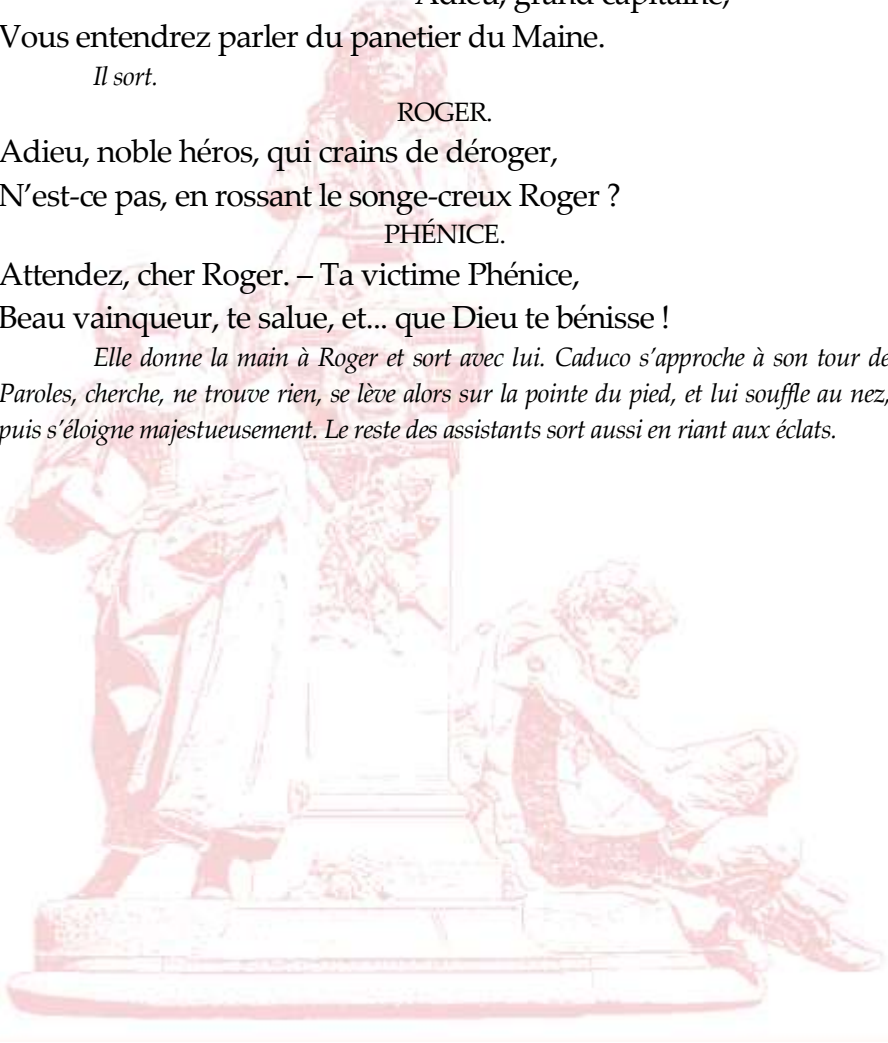 Adieu, grand capitaine,
Vous entendrez parler du panetier du Maine.
Il sort.
ROGER.
Adieu, noble héros, qui crains de déroger,
N’est-ce pas, en rossant le songe-creux Roger ?
PHÉNICE.
Attendez, cher Roger. – Ta victime Phénice,
Beau vainqueur, te salue, et... que Dieu te bénisse !
Elle donne la main à Roger et sort avec lui. Caduco s’approche à son tour de
Paroles, cherche, ne trouve rien, se lève alors sur la pointe du pied, et lui souffle au nez,
puis s’éloigne majestueusement. Le reste des assistants sort aussi en riant aux éclats.